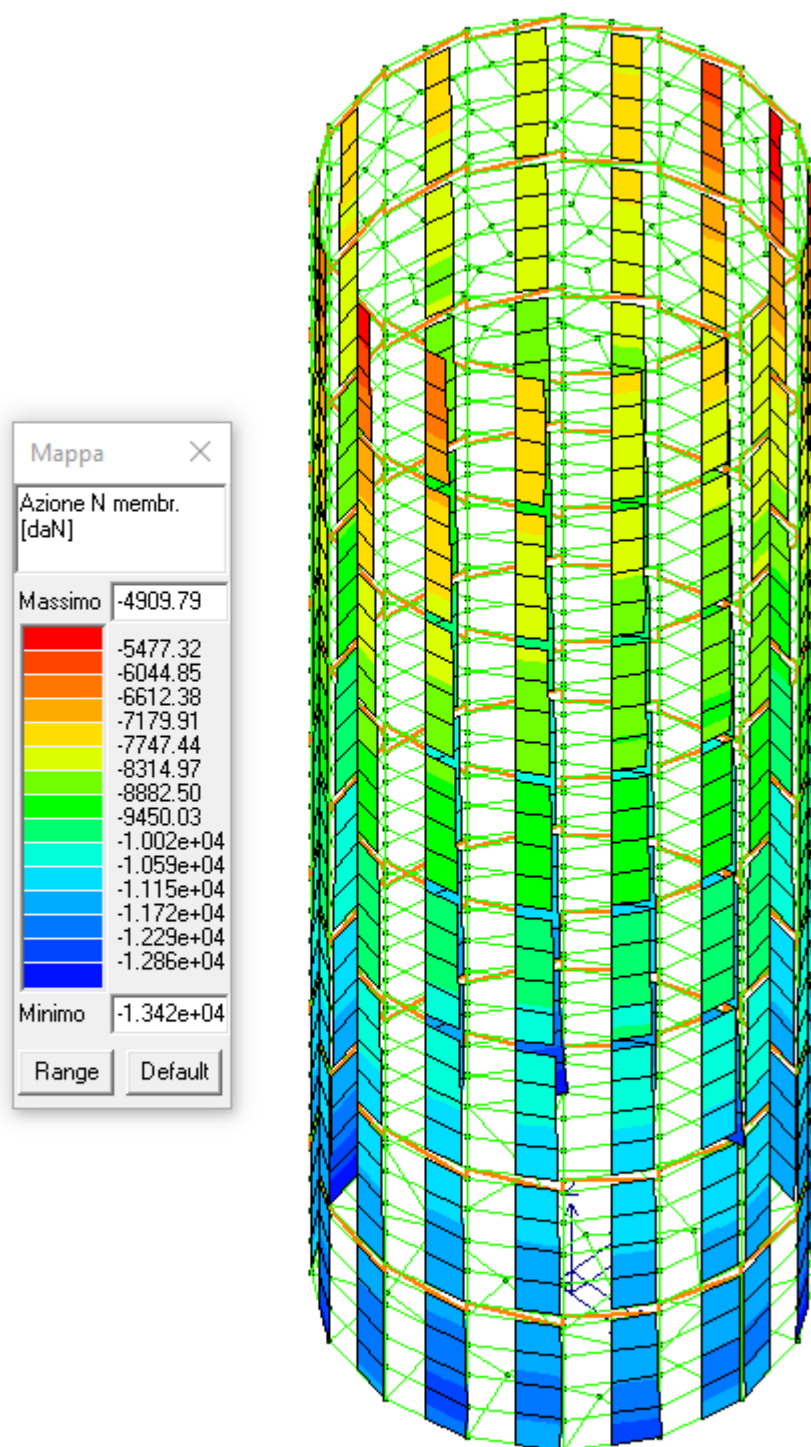 Mappa
Azione N membr.
[daN]
Massimo -4909.79
-5477.32
-6044.85
-6612.38
-7179.91
-7747.44
-8314.97
-8882.50
-9450.03
-1.002e+04
-1.059e+04
-1.115e+04
-1.172e+04
-1.229e+04
-1.286e+04
Minimo -1.342e+04
Range Default